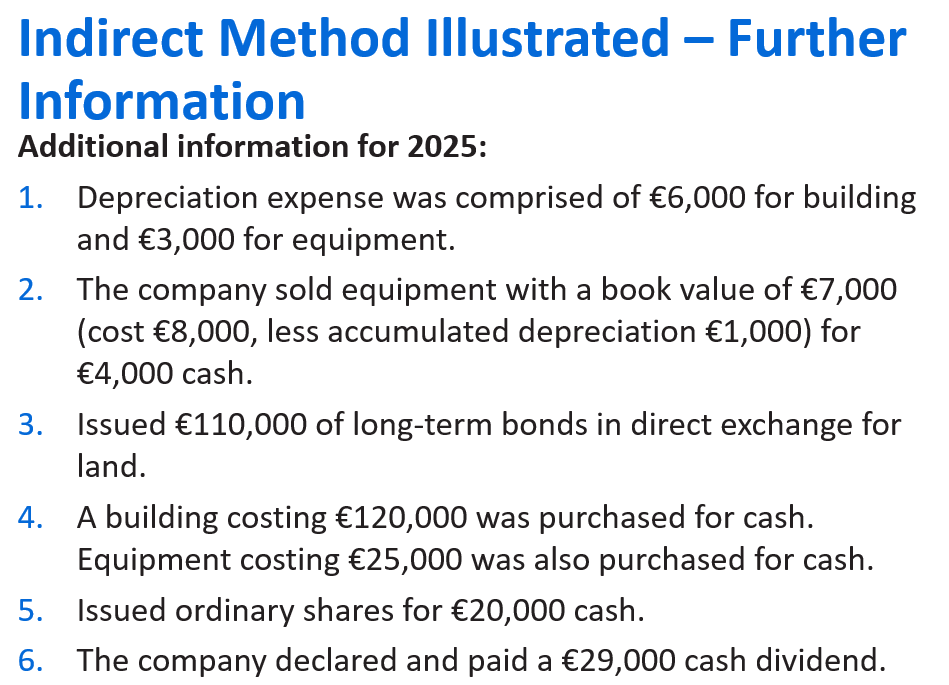 Indirect Method Illustrated – Further
Information
Additional information for 2025:
1. Depreciation expense was comprised of €6,000 for building
and €3,000 for equipment.
2. The company sold equipment with a book value of €7,000
(cost €8,000, less accumulated depreciation €1,000) for
€4,000 cash.
3. Issued €110,000 of long-term bonds in direct exchange for
land.
4. A building costing €120,000 was purchased for cash.
Equipment costing €25,000 was also purchased for cash.
5. Issued ordinary shares for €20,000 cash.
6. The company declared and paid a €29,000 cash dividend.